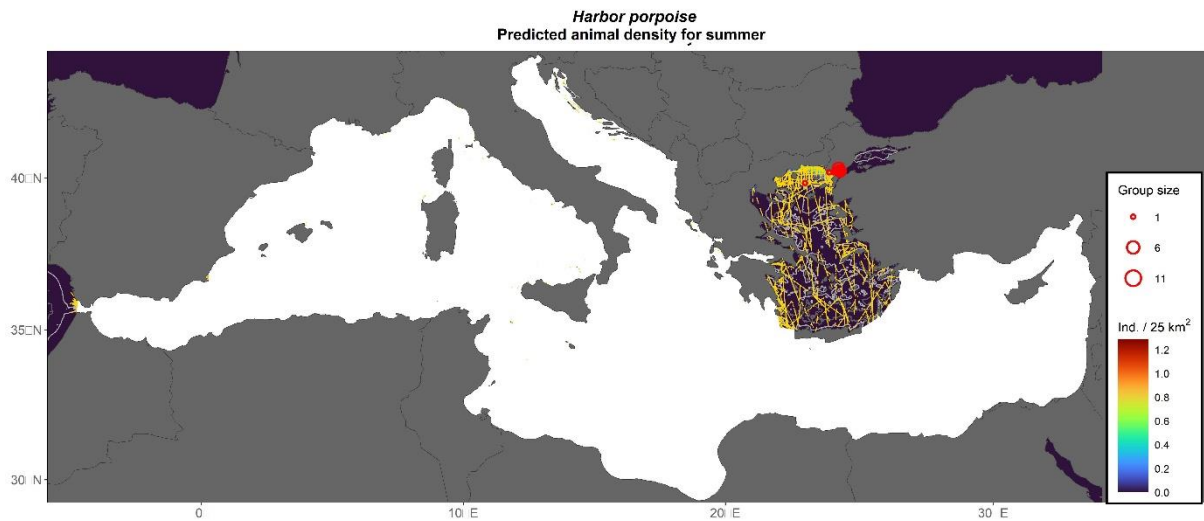 Harbor porpoise
Predicted animal density for summer
40□N
35□N
30□N
0
10□E
20□E
30□E
Group size
1
6
11
Ind. / 25 km²
1.2
1.0
0.8
0.6
0.4
0.2
0.0